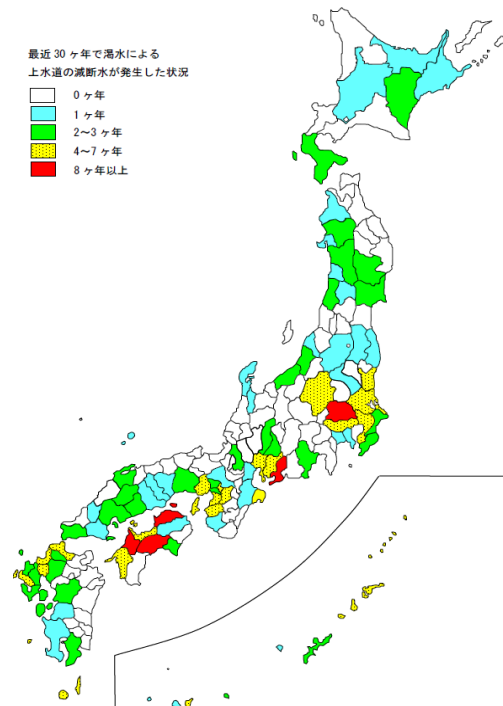 最近30ヶ年で渇水による
上水道の減断水が発生した状況
0ヶ年
1ヶ年
2～3ヶ年
4～7ヶ年
8ヶ年以上